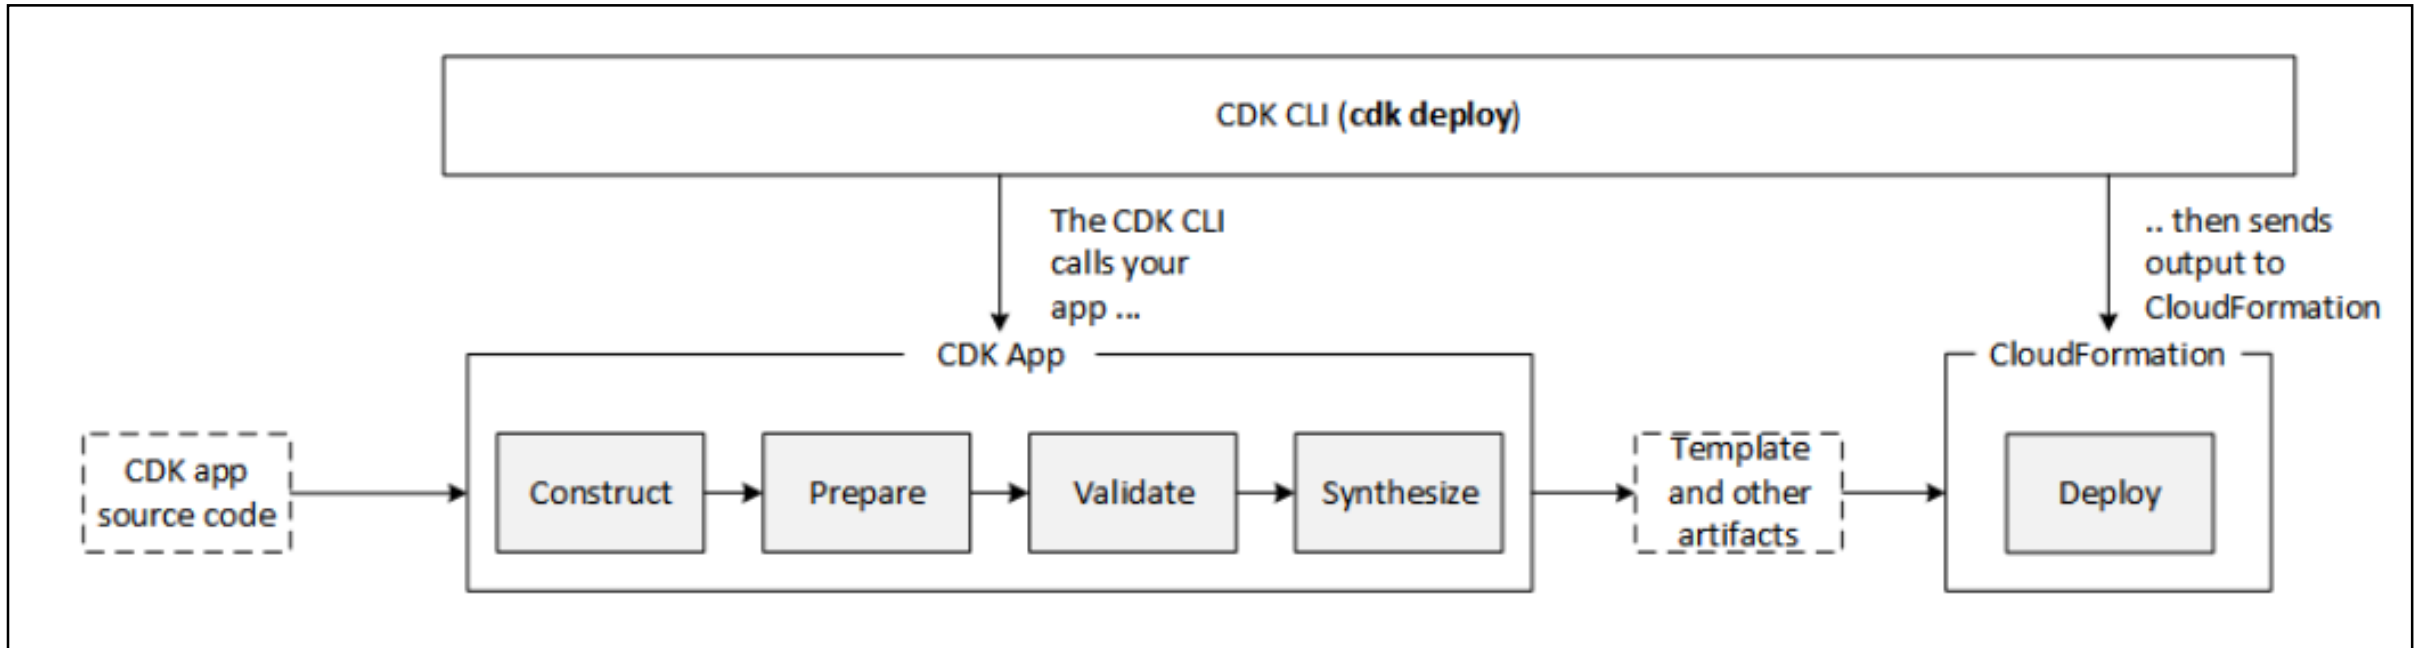 CDK CLI (cdk deploy)
The CDK CLI
calls your
app ...
.. then sends
output to
CloudFormation
CDK App
CloudFormation
CDK app
source code
Construct
Prepare
Validate
Synthesize
Template
and other
artifacts
Deploy